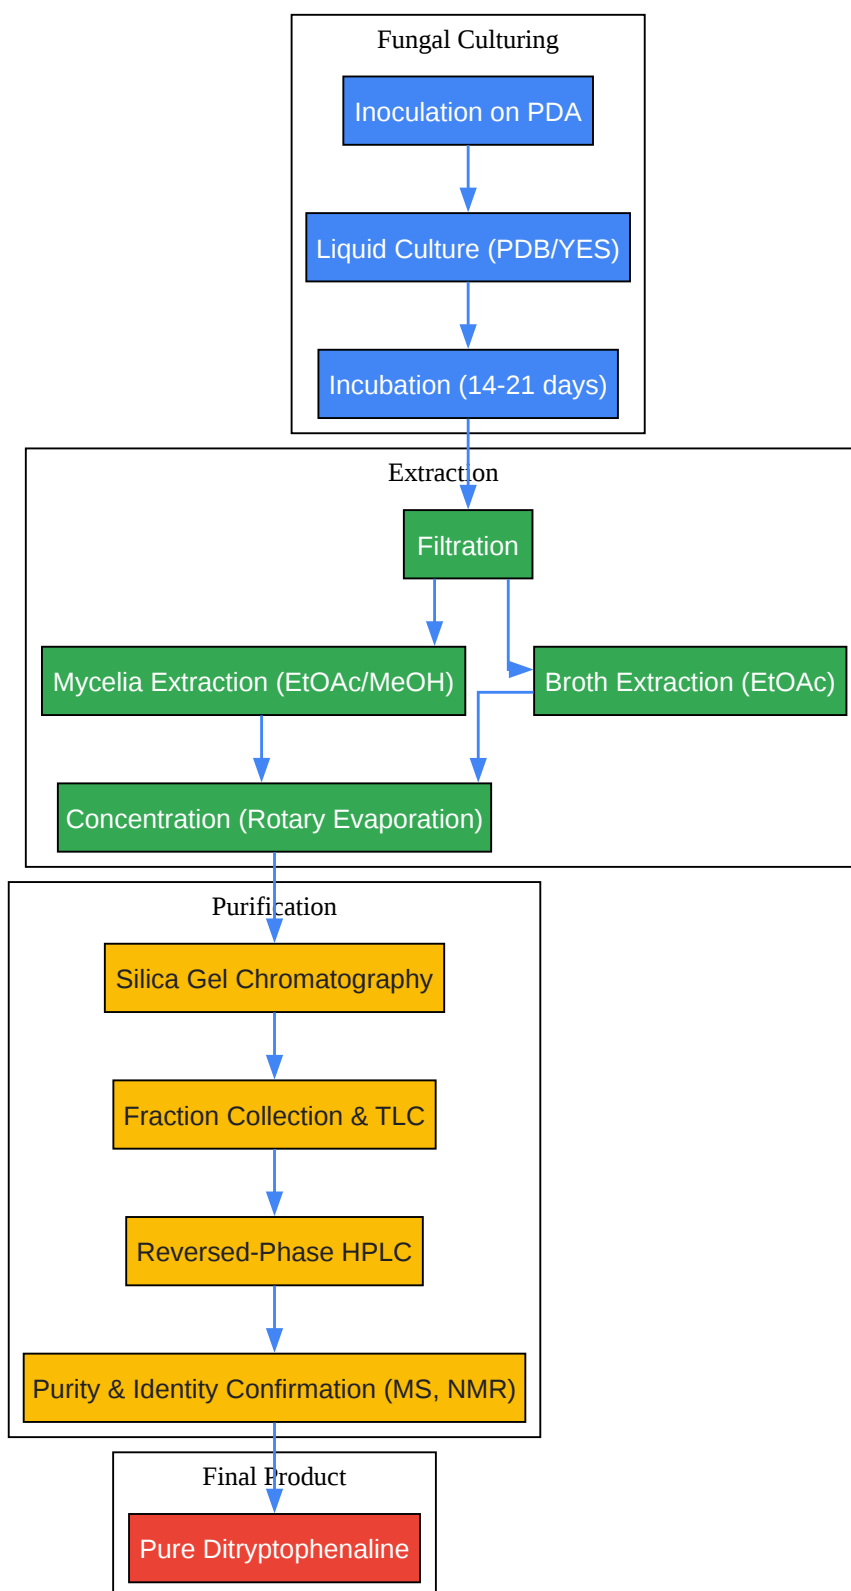 Fungal Culturing
Inoculation on PDA
Liquid Culture (PDB/YES)
Incubation (14-21 days)
Extraction
Filtration
Mycelia Extraction (EtOAc/MeOH)
Broth Extraction (EtOAc)
Concentration (Rotary Evaporation)
Purification
Silica Gel Chromatography
Fraction Collection & TLC
Reversed-Phase HPLC
Purity & Identity Confirmation (MS, NMR)
Final Product
Pure Ditryptophenaline